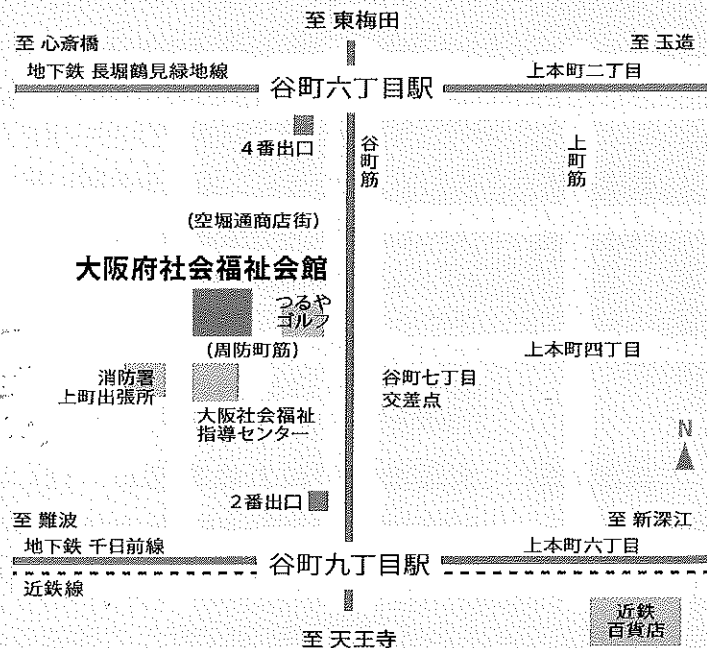 至 東梅田
至 心斎橋
至 玉造
地下鉄 長堀鶴見緑地線
谷町六丁目駅
上本町二丁目
4番出口
谷町筋
上町筋
(空堀通商店街)
大阪府社会福祉会館
つるや
ゴルフ
(周防町筋)
上本町四丁目
消防署
上町出張所
谷町七丁目
交差点
大阪社会福祉
指導センター
N
2番出口
至 難波
至 新深江
地下鉄 千日前線
谷町九丁目駅
上本町六丁目
近鉄線
近鉄
百貨店
至 天王寺